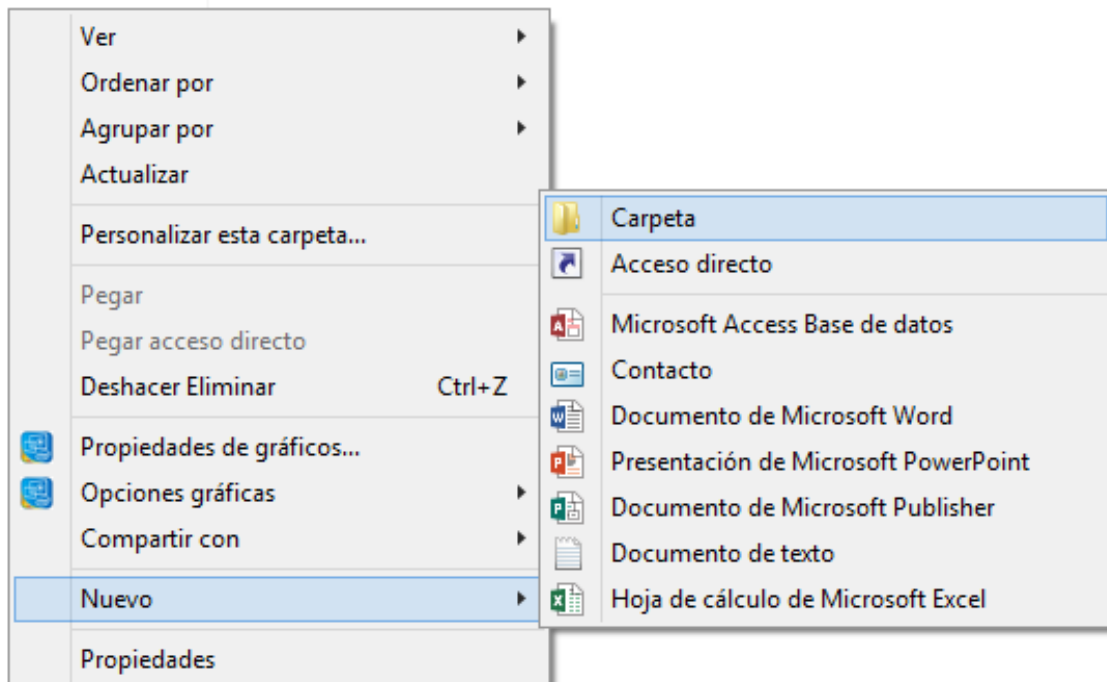 Ver
Ordenar por
Agrupar por
Actualizar
Personalizar esta carpeta...
Pegar
Pegar acceso directo
Deshacer Eliminar Ctrl+Z
Propiedades de gráficos...
Opciones gráficas
Compartir con
Nuevo
Propiedades
Carpeta
Acceso directo
Microsoft Access Base de datos
Contacto
Documento de Microsoft Word
Presentación de Microsoft PowerPoint
Documento de Microsoft Publisher
Documento de texto
Hoja de cálculo de Microsoft Excel